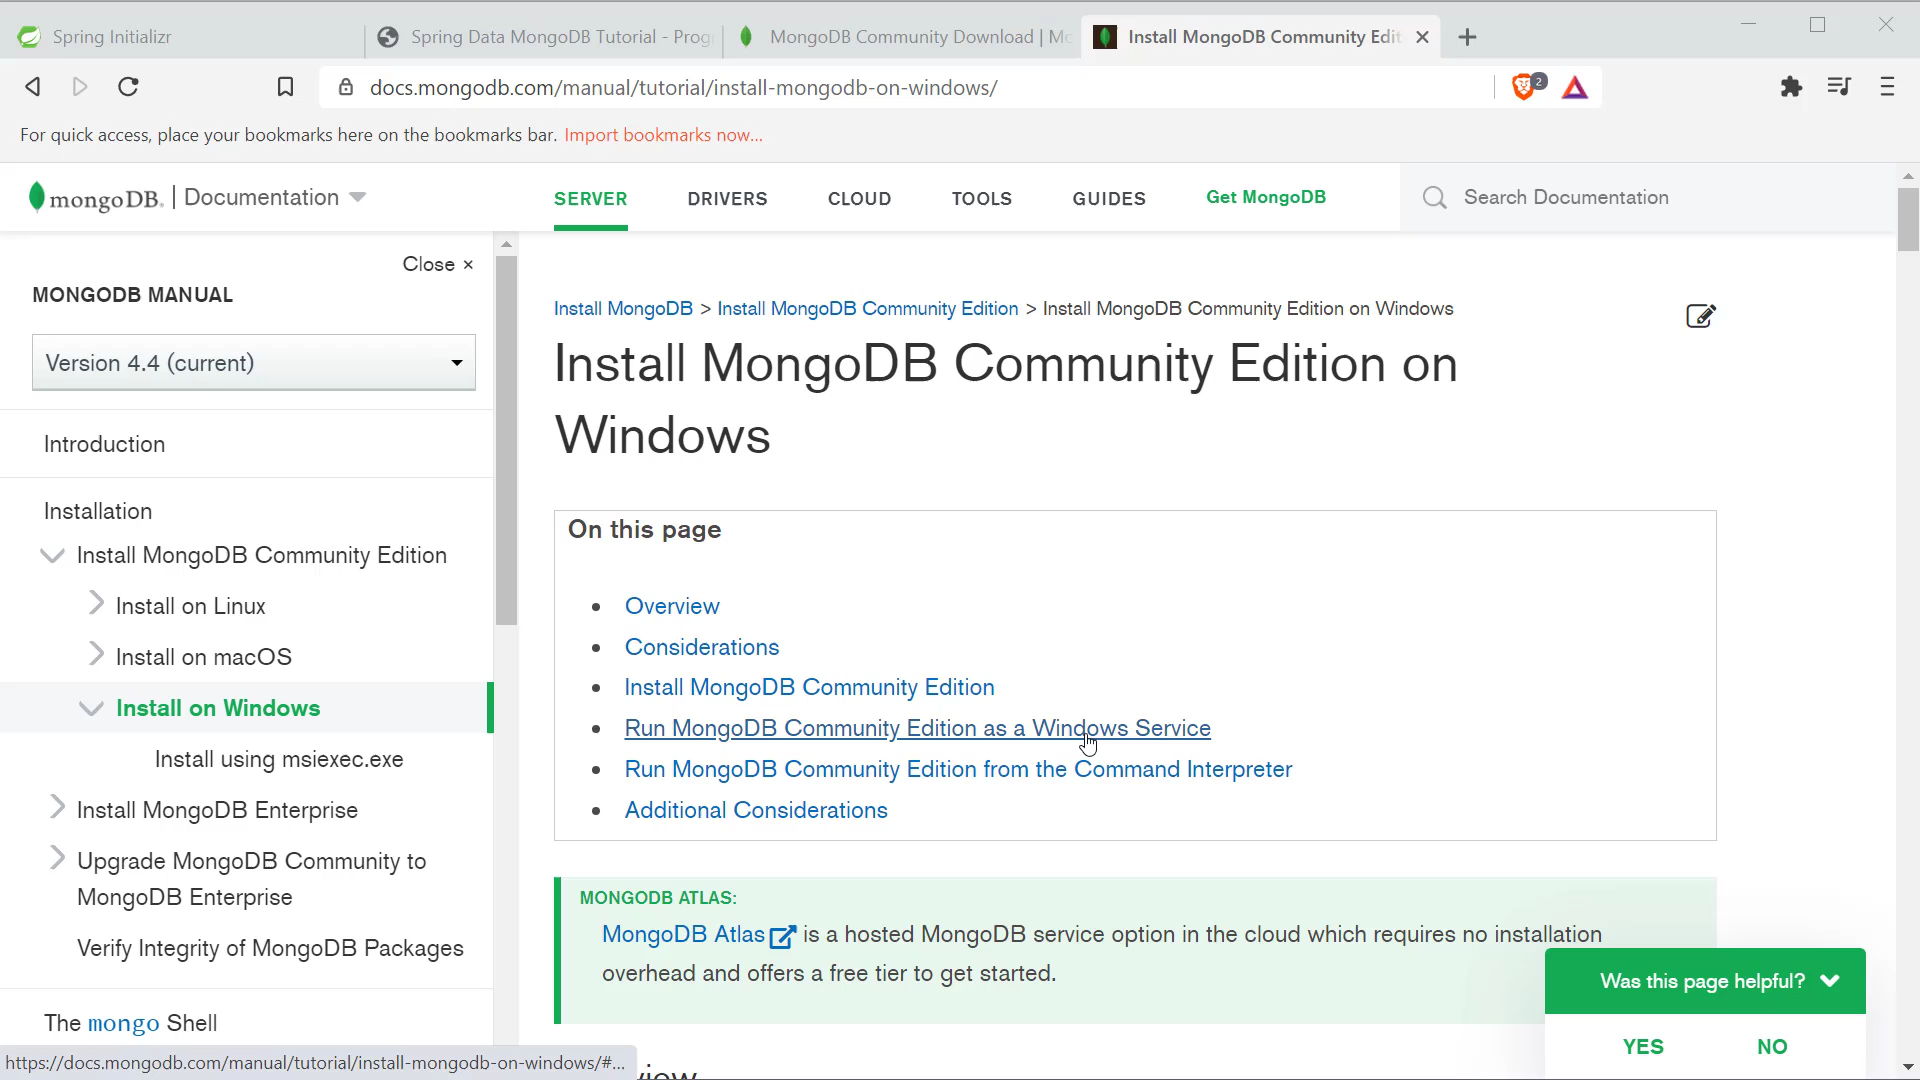 Spring Initializr
Spring Data MongoDB Tutorial - Prog
MongoDB Community Download | Mo
Install MongoDB Community Edit
docs.mongodb.com/manual/tutorial/install-mongodb-on-windows/
2
For quick access, place your bookmarks here on the bookmarks bar. Import bookmarks now...
mongoDB. | Documentation
SERVER
DRIVERS
CLOUD
TOOLS
GUIDES
Get MongoDB
Search Documentation
Close ×
MONGODB MANUAL
Version 4.4 (current)
Introduction
Installation
Install MongoDB Community Edition
Install on Linux
Install on macOS
Install on Windows
Install using msiexec.exe
Install MongoDB Enterprise
Upgrade MongoDB Community to
MongoDB Enterprise
Verify Integrity of MongoDB Packages
The mongo Shell
https://docs.mongodb.com/manual/tutorial/install-mongodb-on-windows/#...
Install MongoDB > Install MongoDB Community Edition > Install MongoDB Community Edition on Windows
Install MongoDB Community Edition on
Windows
On this page
Overview
Considerations
Install MongoDB Community Edition
Run MongoDB Community Edition as a Windows Service
Run MongoDB Community Edition from the Command Interpreter
Additional Considerations
MONGODB ATLAS:
MongoDB Atlas is a hosted MongoDB service option in the cloud which requires no installation
overhead and offers a free tier to get started.
Was this page helpful?
YES
NO